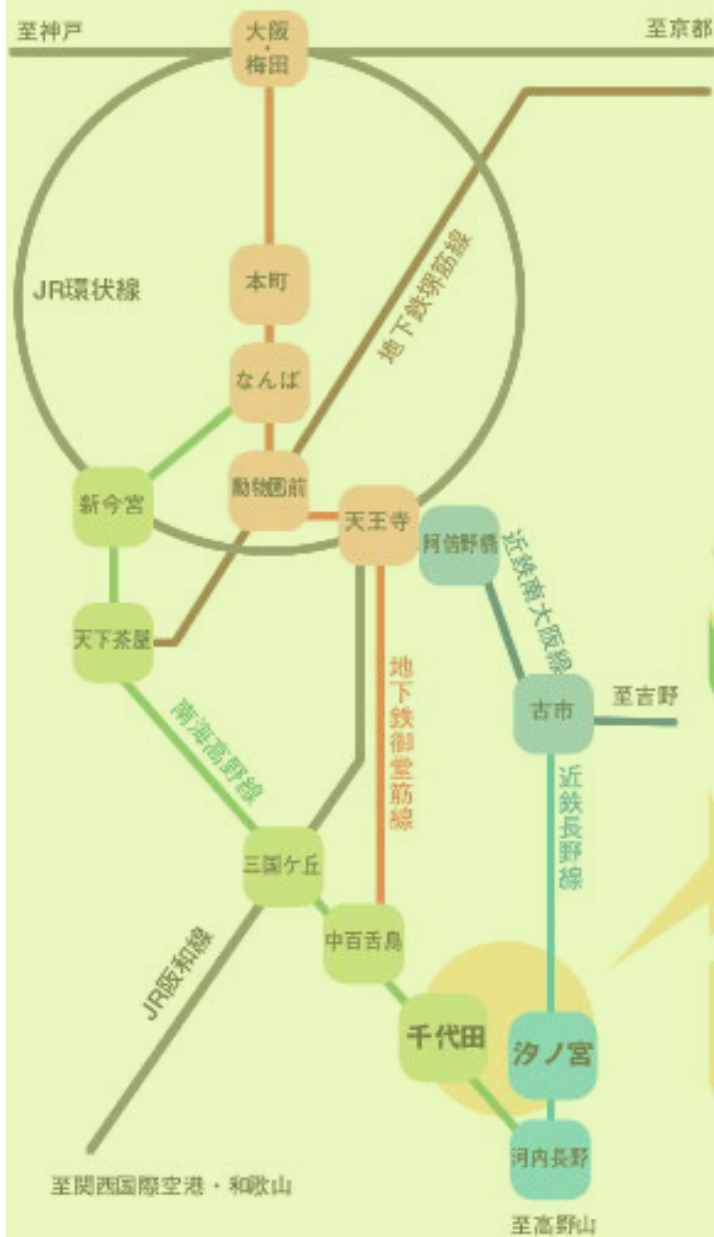 至神戸
大阪
・
梅田
至京都
JR環状線
本町
地下鉄堺筋線
なんば
新今宮
動物園前
天王寺
阿倍野橋
近鉄南大阪線
天下茶屋
地下鉄御堂筋線
古市
至吉野
南海高野線
近鉄長野線
三国ケ丘
中百舌鳥
JR阪和線
千代田
汐ノ宮
河内長野
至関西国際空港・和歌山
至高野山